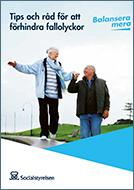 Tips och råd för att
förhindra fallolyckor
Balansera
mera
Socialstyrelsen